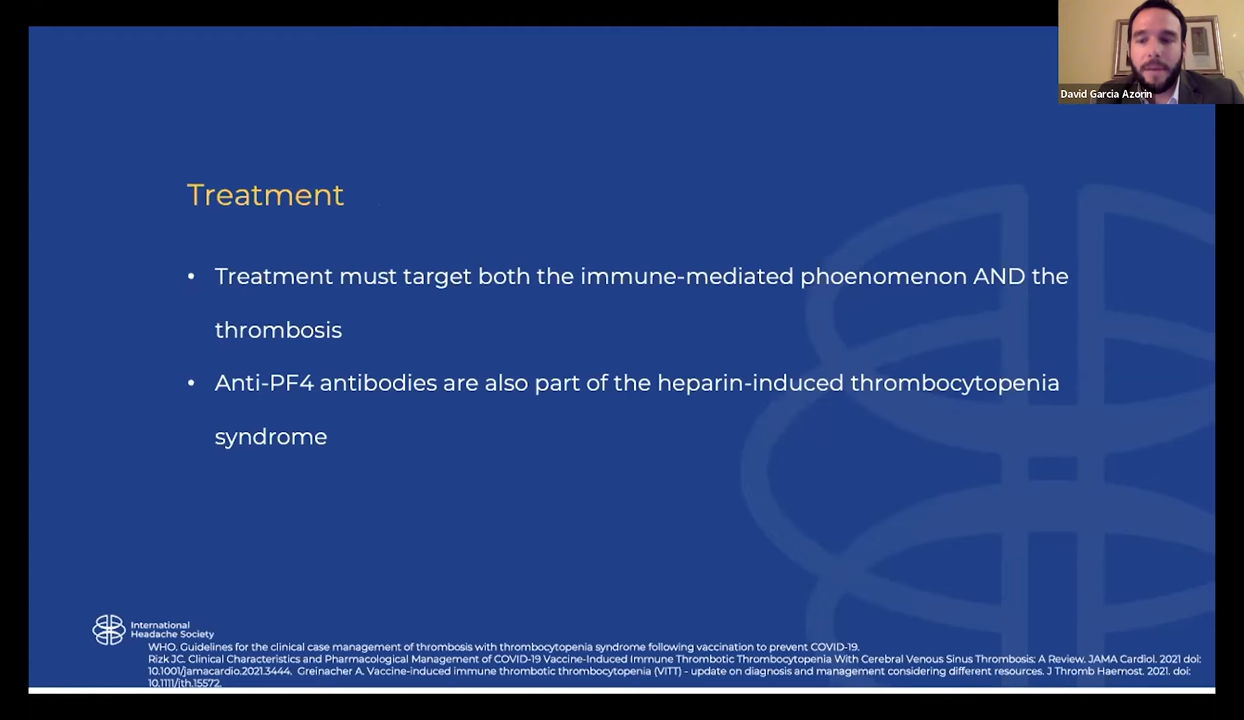 David Garcia Azorin
Treatment
• Treatment must target both the immune-mediated phoenomenon AND the
thrombosis
• Anti-PF4 antibodies are also part of the heparin-induced thrombocytopenia
syndrome
International
Headache Society
WHO. Guidelines for the clinical case management of thrombosis with thrombocytopenia syndrome following vaccination to prevent COVID-19.
Rizk JC. Clinical Characteristics and Pharmacological Management of COVID-19 Vaccine-Induced Immune Thrombotic Thrombocytopenia With Cerebral Venous Sinus Thrombosis: A Review. JAMA Cardiol. 2021 doi:
10.1001/jamacardio.2021.3444. Greinacher A. Vaccine-induced immune thrombotic thrombocytopenia (VITT) - update on diagnosis and management considering different resources. J Thromb Haemost. 2021. doi:
10.1111/jth.15572.